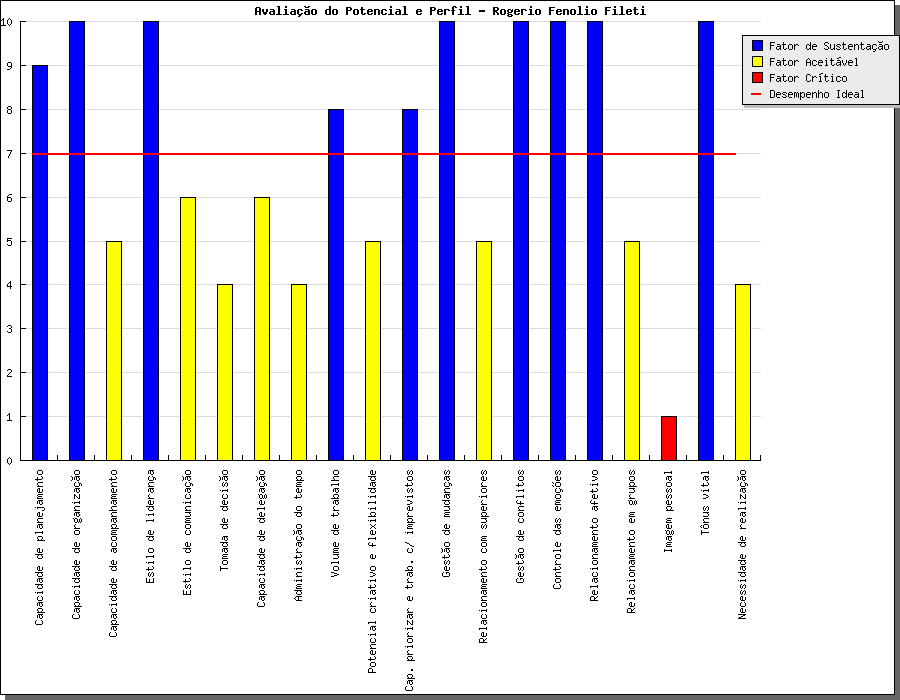 Avaliação do Potencial e Perfil - Rogerio Fenolio Fileti
Fator de Sustentação
Fator Aceitável
Fator Crítico
Desempenho Ideal
10
9
8
7
6
5
4
3
2
1
0
Capacidade de planejamento
Capacidade de organização
Capacidade de acompanhamento
Estilo de liderança
Estilo de comunicação
Tomada de decisão
Capacidade de delegação
Administração do tempo
Volume de trabalho
Potencial criativo e flexibilidade
Cap. priorizar e trab. c/ imprevistos
Gestão de mudanças
Relacionamento com superiores
Gestão de conflitos
Controle das emoções
Relacionamento afetivo
Relacionamento em grupos
Imagem pessoal
Tônus vital
Necessidade de realização